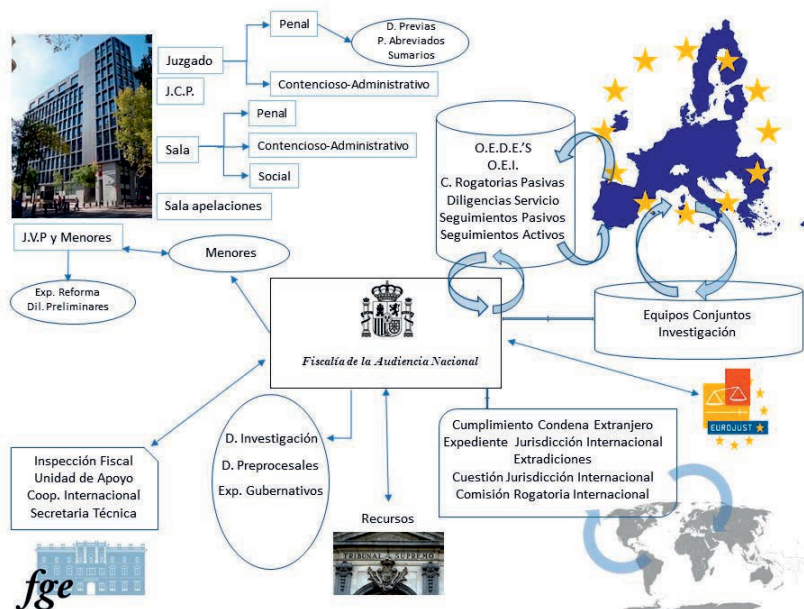 Penal
D. Previas
P. Abreviados
Sumarios
Juzgado
J.C.P.
Contencioso-Administrativo
Penal
Sala
Contencioso-Administrativo
Social
Sala apelaciones
O.E.D.E.'S
O.E.I.
C. Rogatorias Pasivas
Diligencias Servicio
Seguimientos Pasivos
Seguimientos Activos
J.V.P y Menores
Menores
Exp. Reforma
Dil. Preliminares
Equipos Conjuntos
Investigación
Fiscalía de la Audiencia Nacional
EUROJUST
D. Investigación
D. Preprocesales
Exp. Gubernativos
Cumplimiento Condena Extranjero
Expediente Jurisdicción Internacional
Extradiciones
Cuestión Jurisdicción Internacional
Comisión Rogatoria Internacional
Inspección Fiscal
Unidad de Apoyo
Coop. Internacional
Secretaria Técnica
Recursos
TRIBUNAL SUPREMO
fge